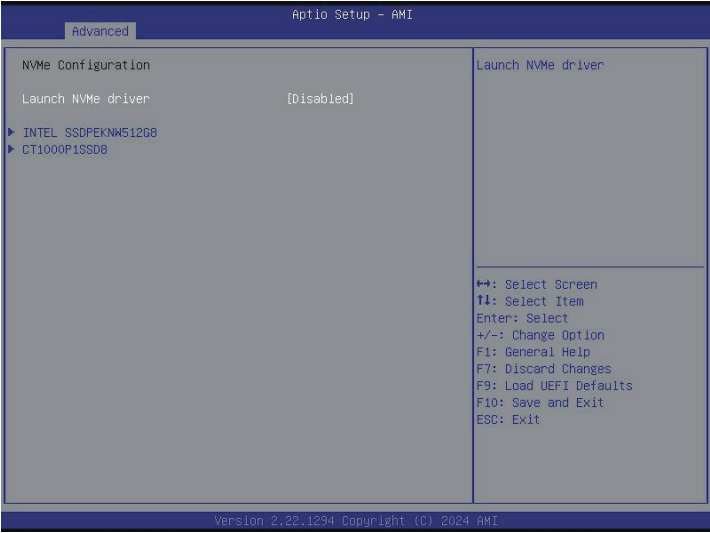 Aptio Setup - AMI
Advanced
NVMe Configuration
Launch NVMe driver [Disabled]
INTEL SSDPEKNW512G8
CT1000P1SSD8
Launch NVMe driver
↔: Select Screen
↑↓: Select Item
Enter: Select
+/-: Change Option
F1: General Help
F7: Discard Changes
F9: Load UEFI Defaults
F10: Save and Exit
ESC: Exit
Version 2.22.1294 Copyright (C) 2024 AMI